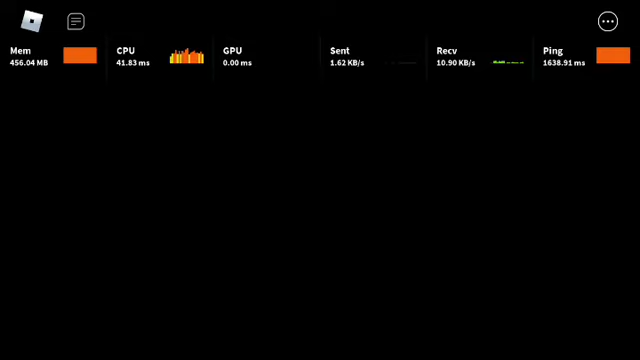 Mem CPU GPU Sent Recv Ping
456.04 MB 41.83 ms 0.00 ms 1.62 KB/s 10.90 KB/s 1638.91 ms